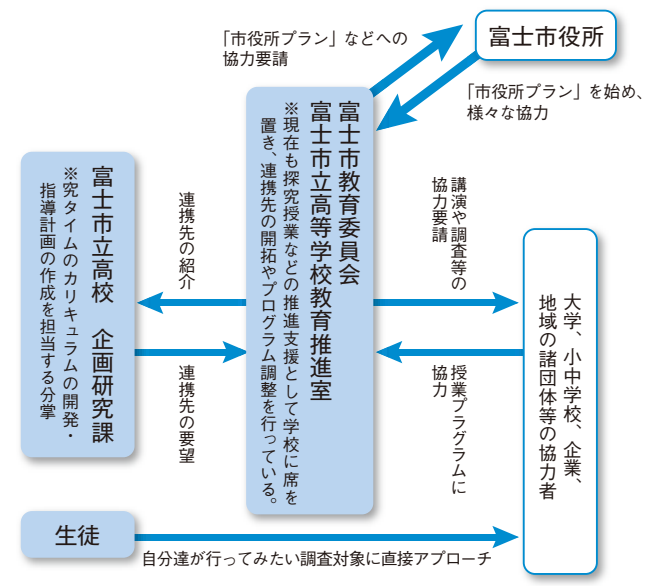 「市役所プラン」などへの
協力要請
富士市役所
「市役所プラン」を始め、
様々な協力
富士市教育委員会
富士市立高等学校教育推進室
※現在も探究授業などの推進支援として学校に席を
置き、連携先の開拓やプログラム調整を行っている。
富士市立高校　企画研究課
※究タイムのカリキュラムの開発・
指導計画の作成を担当する分掌
連携先の紹介
連携先の要望
講演や調査等の
協力要請
授業プログラムに
協力
大学、小中学校、企業、
地域の諸団体等の協力者
生徒
自分達が行ってみたい調査対象に直接アプローチ